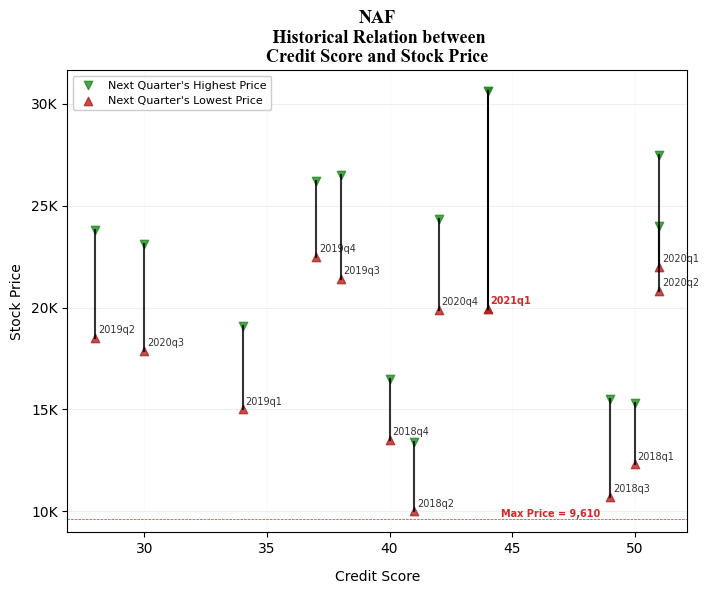 NAF
Historical Relation between
Credit Score and Stock Price
Next Quarter's Highest Price
Next Quarter's Lowest Price
30K
25K
20K
15K
10K
Stock Price
2019q4
2019q3
2020q1
2020q2
2020q4
2021q1
2019q2
2020q3
2019q1
2018q4
2018q1
2018q3
2018q2
Max Price = 9,610
30
35
40
45
50
Credit Score